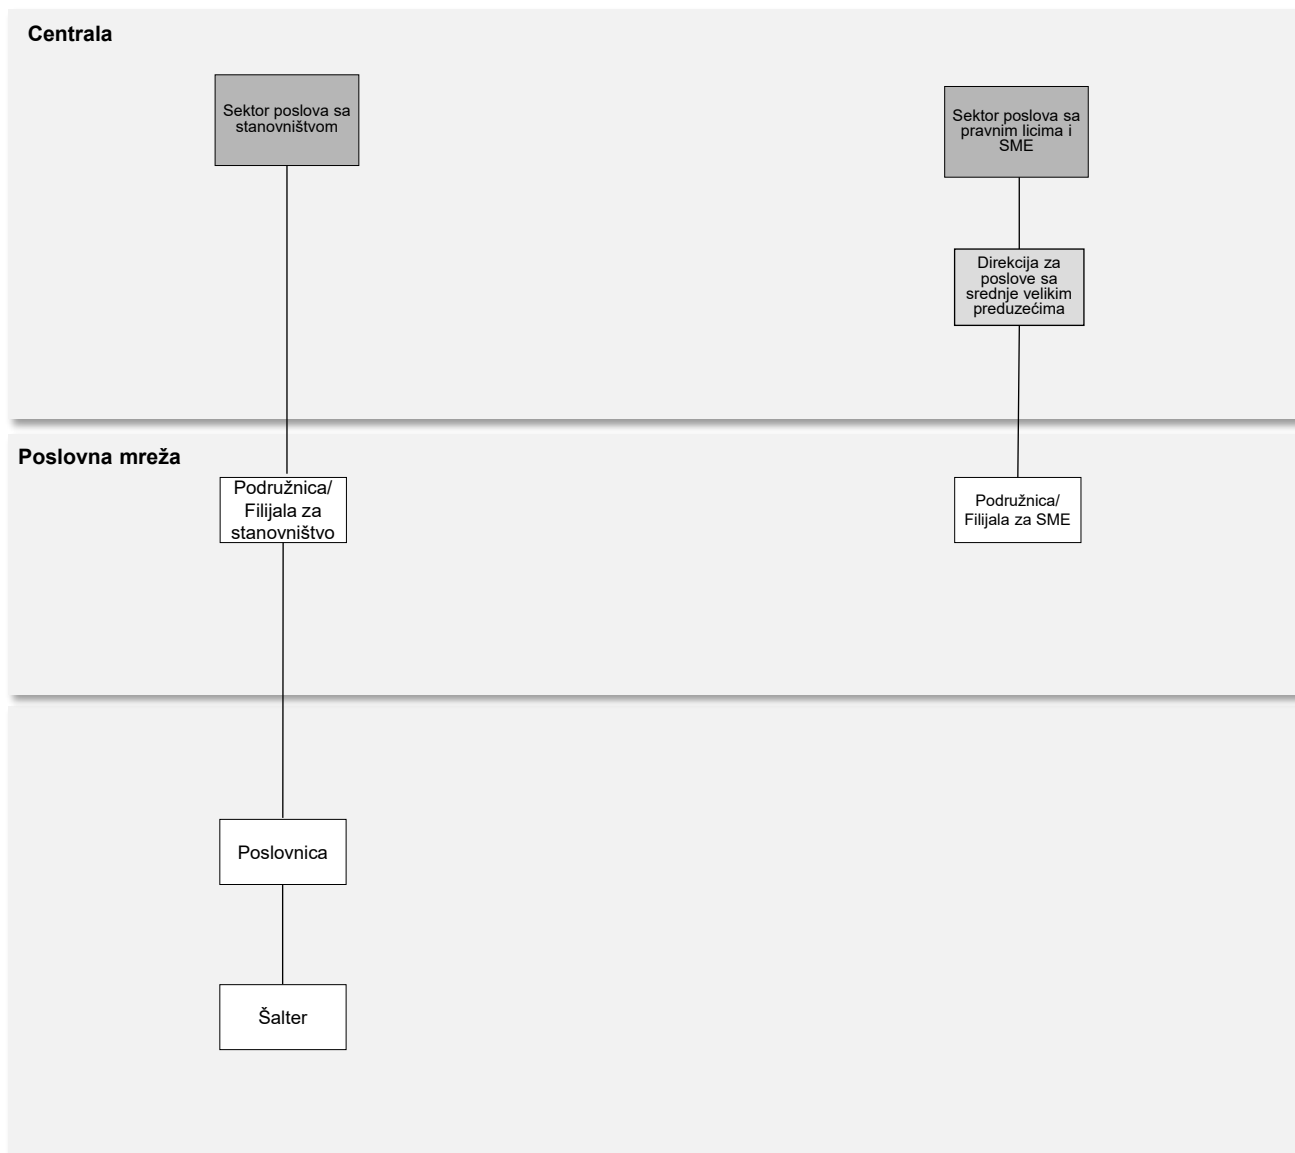 Centrala
Sektor poslova sa
stanovništvom
Sektor poslova sa
pravnim licima i
SME
Direkcija za
poslove sa
srednje velikim
preduzećima
Poslovna mreža
Podružnica/
Filijala za
stanovništvo
Podružnica/
Filijala za SME
Poslovnica
Šalter